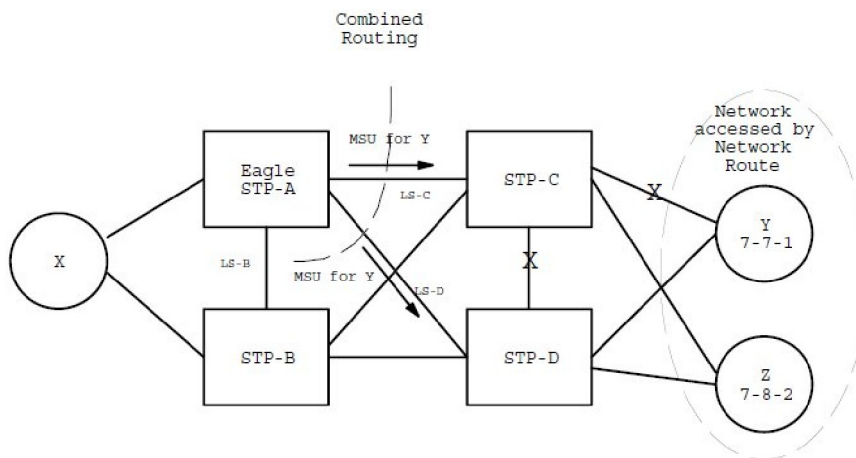 Combined
Routing
Network
accessed by
Network
Route
MSU for Y
Eagle
STP-A
STP-C
X
LS-C
Y
7-7-1
X
LS-B
MSU for Y
X
LS-D
STP-B
STP-D
Z
7-8-2